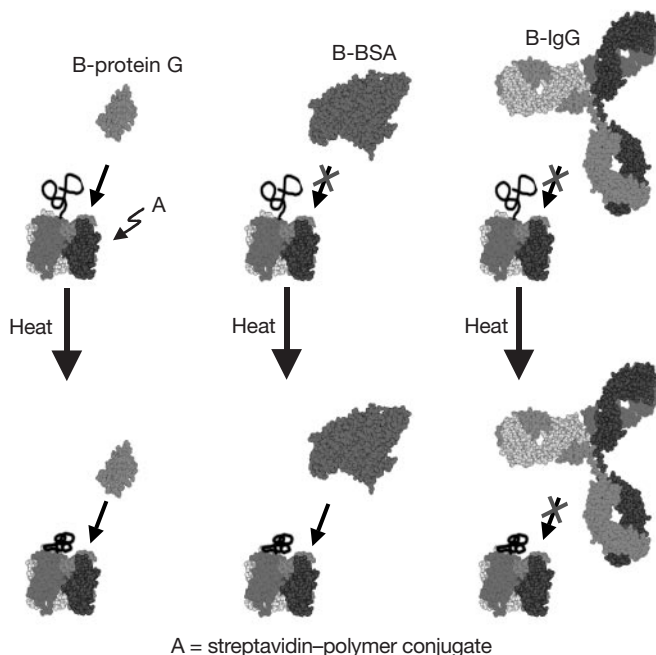 B-protein G
B-BSA
B-IgG
A
Heat
Heat
Heat
A = streptavidin–polymer conjugate